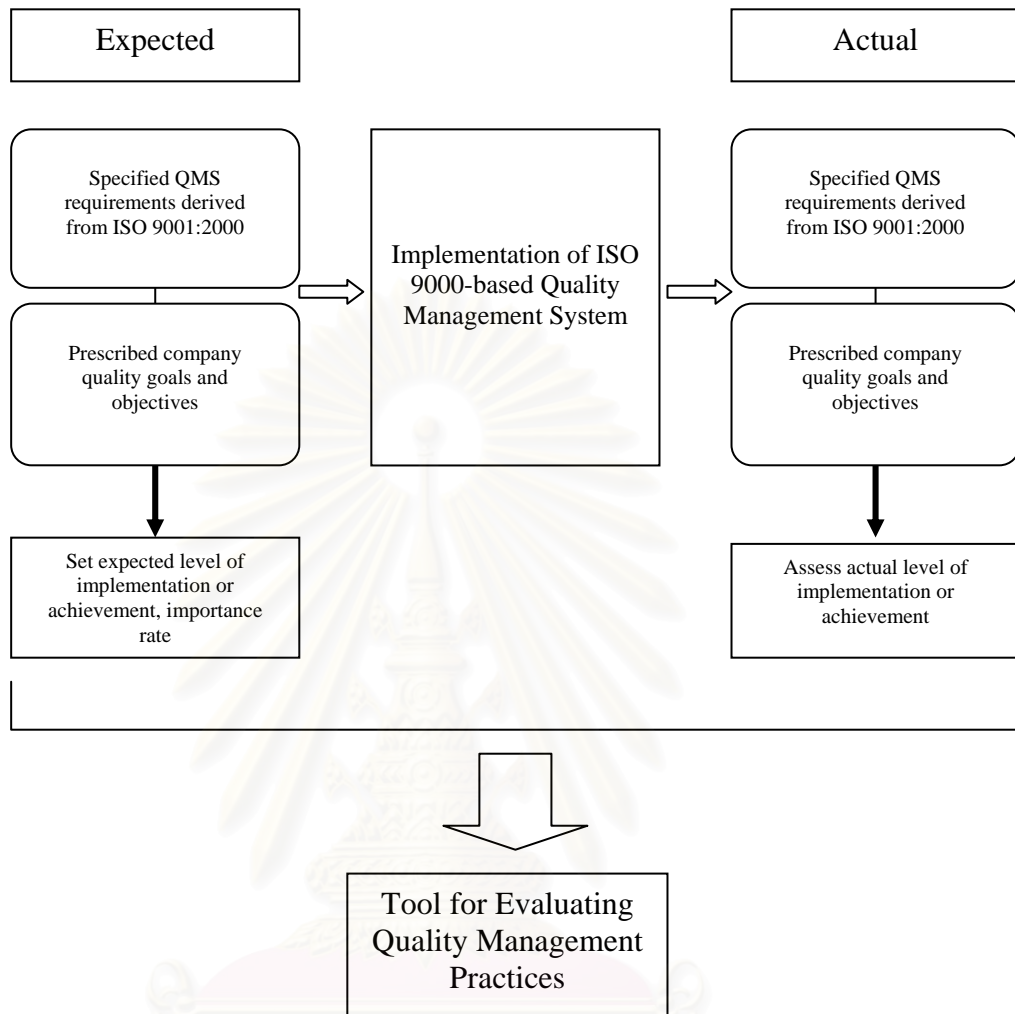 Expected
Actual
Specified QMS
requirements derived
from ISO 9001:2000
Implementation of ISO
9000-based Quality
Management System
Specified QMS
requirements derived
from ISO 9001:2000
Prescribed company
quality goals and
objectives
Prescribed company
quality goals and
objectives
Set expected level of
implementation or
achievement, importance
rate
Assess actual level of
implementation or
achievement
Tool for Evaluating
Quality Management
Practices